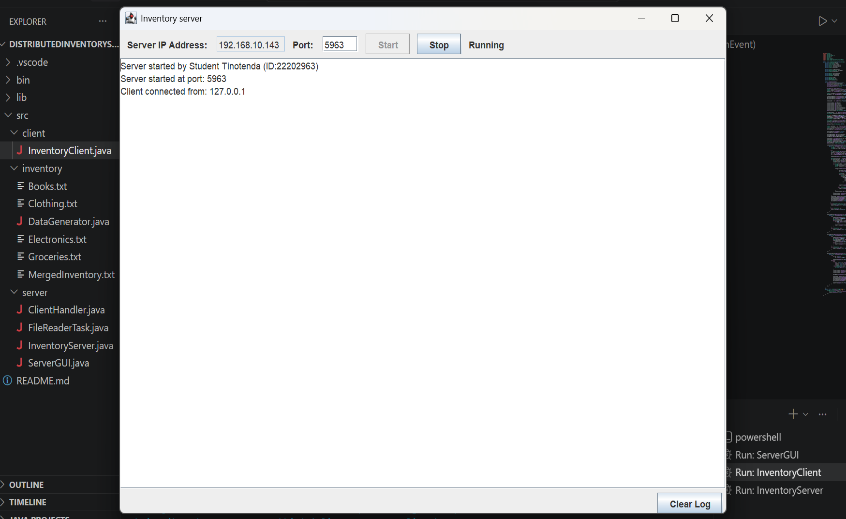 EXPLORER
Inventory server
DISTRIBUTEDINVENTORYS...
Server IP Address: 192.168.10.143 Port: 5963 Start Stop Running
nEvent)
.vscode
bin
lib
src
client
InventoryClient.java
inventory
Books.txt
Clothing.txt
DataGenerator.java
Electronics.txt
Groceries.txt
MergedInventory.txt
server
ClientHandler.java
FileReaderTask.java
InventoryServer.java
ServerGUI.java
README.md
OUTLINE
TIMELINE
JAVA PROJECTS
Server started by Student Tinotenda (ID:22202963)
Server started at port: 5963
Client connected from: 127.0.0.1
Clear Log
powershell
Run: ServerGUI
Run: InventoryClient
Run: InventoryServer